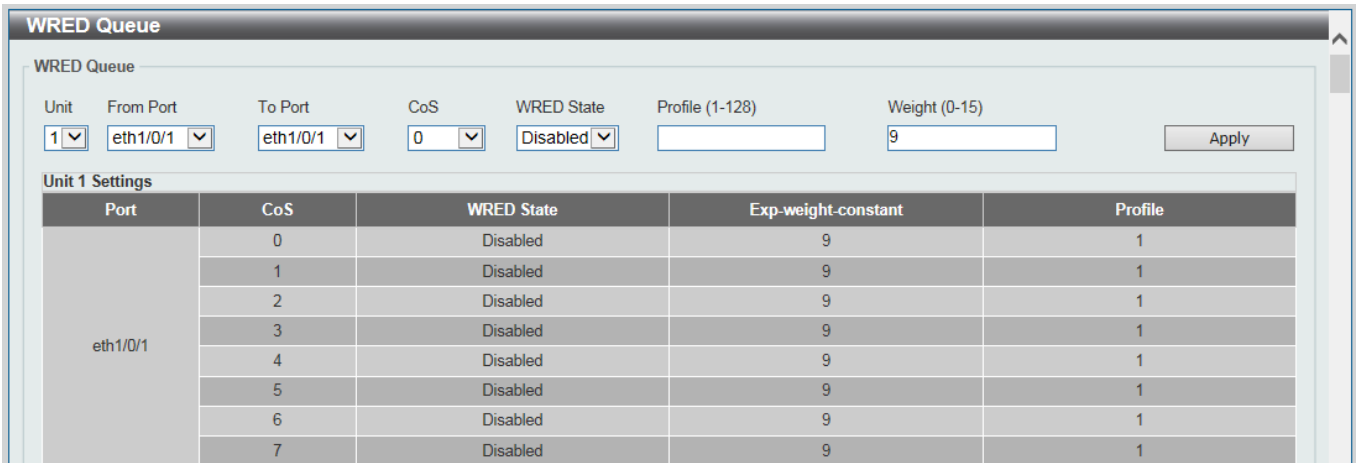 WRED Queue
WRED Queue
Unit From Port To Port CoS WRED State Profile (1-128) Weight (0-15)
1 eth1/0/1 eth1/0/1 0 Disabled 9 Apply
Unit 1 Settings
Port CoS WRED State Exp-weight-constant Profile
0 Disabled 9 1
1 Disabled 9 1
2 Disabled 9 1
3 Disabled 9 1
eth1/0/1
4 Disabled 9 1
5 Disabled 9 1
6 Disabled 9 1
7 Disabled 9 1